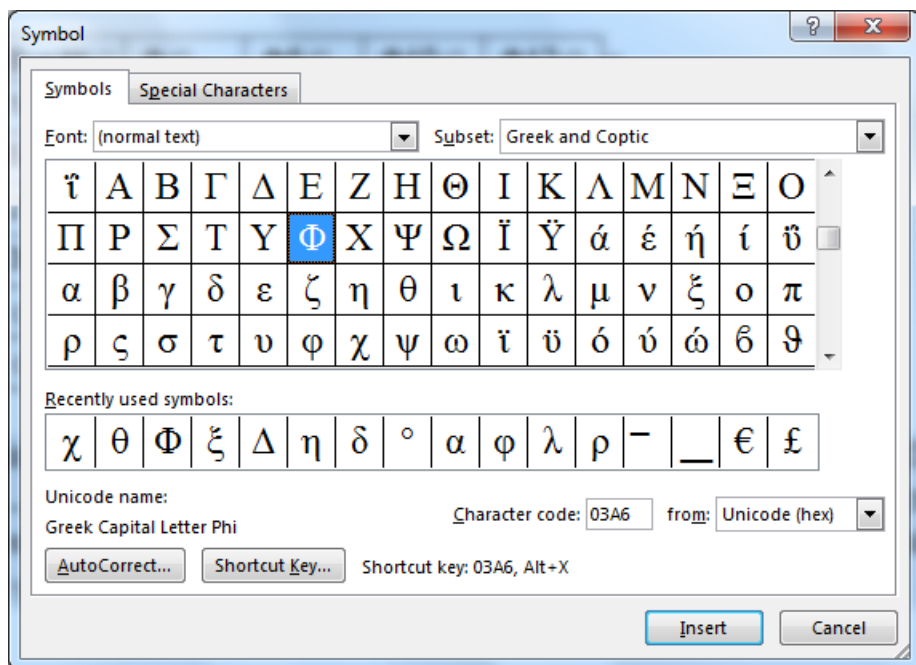 Symbol
Symbols Special Characters
Font: (normal text) Subset: Greek and Coptic
ΐ Α Β Γ Δ Ε Ζ Η Θ Ι Κ Λ Μ Ν Ξ Ο
Π Ρ Σ Τ Υ Φ Χ Ψ Ω Ϊ Ϋ ά έ ή ί ΰ
α β γ δ ε ζ η θ ι κ λ μ ν ξ ο π
ρ ς σ τ υ φ χ ψ ω ϊ ϋ ό ύ ώ ϐ ϑ
Recently used symbols:
χ θ Φ ξ Δ η δ ° α φ λ ρ ‾ _ € £
Unicode name:
Greek Capital Letter Phi
Character code: 03A6 from: Unicode (hex)
AutoCorrect... Shortcut Key... Shortcut key: 03A6, Alt+X
Insert Cancel